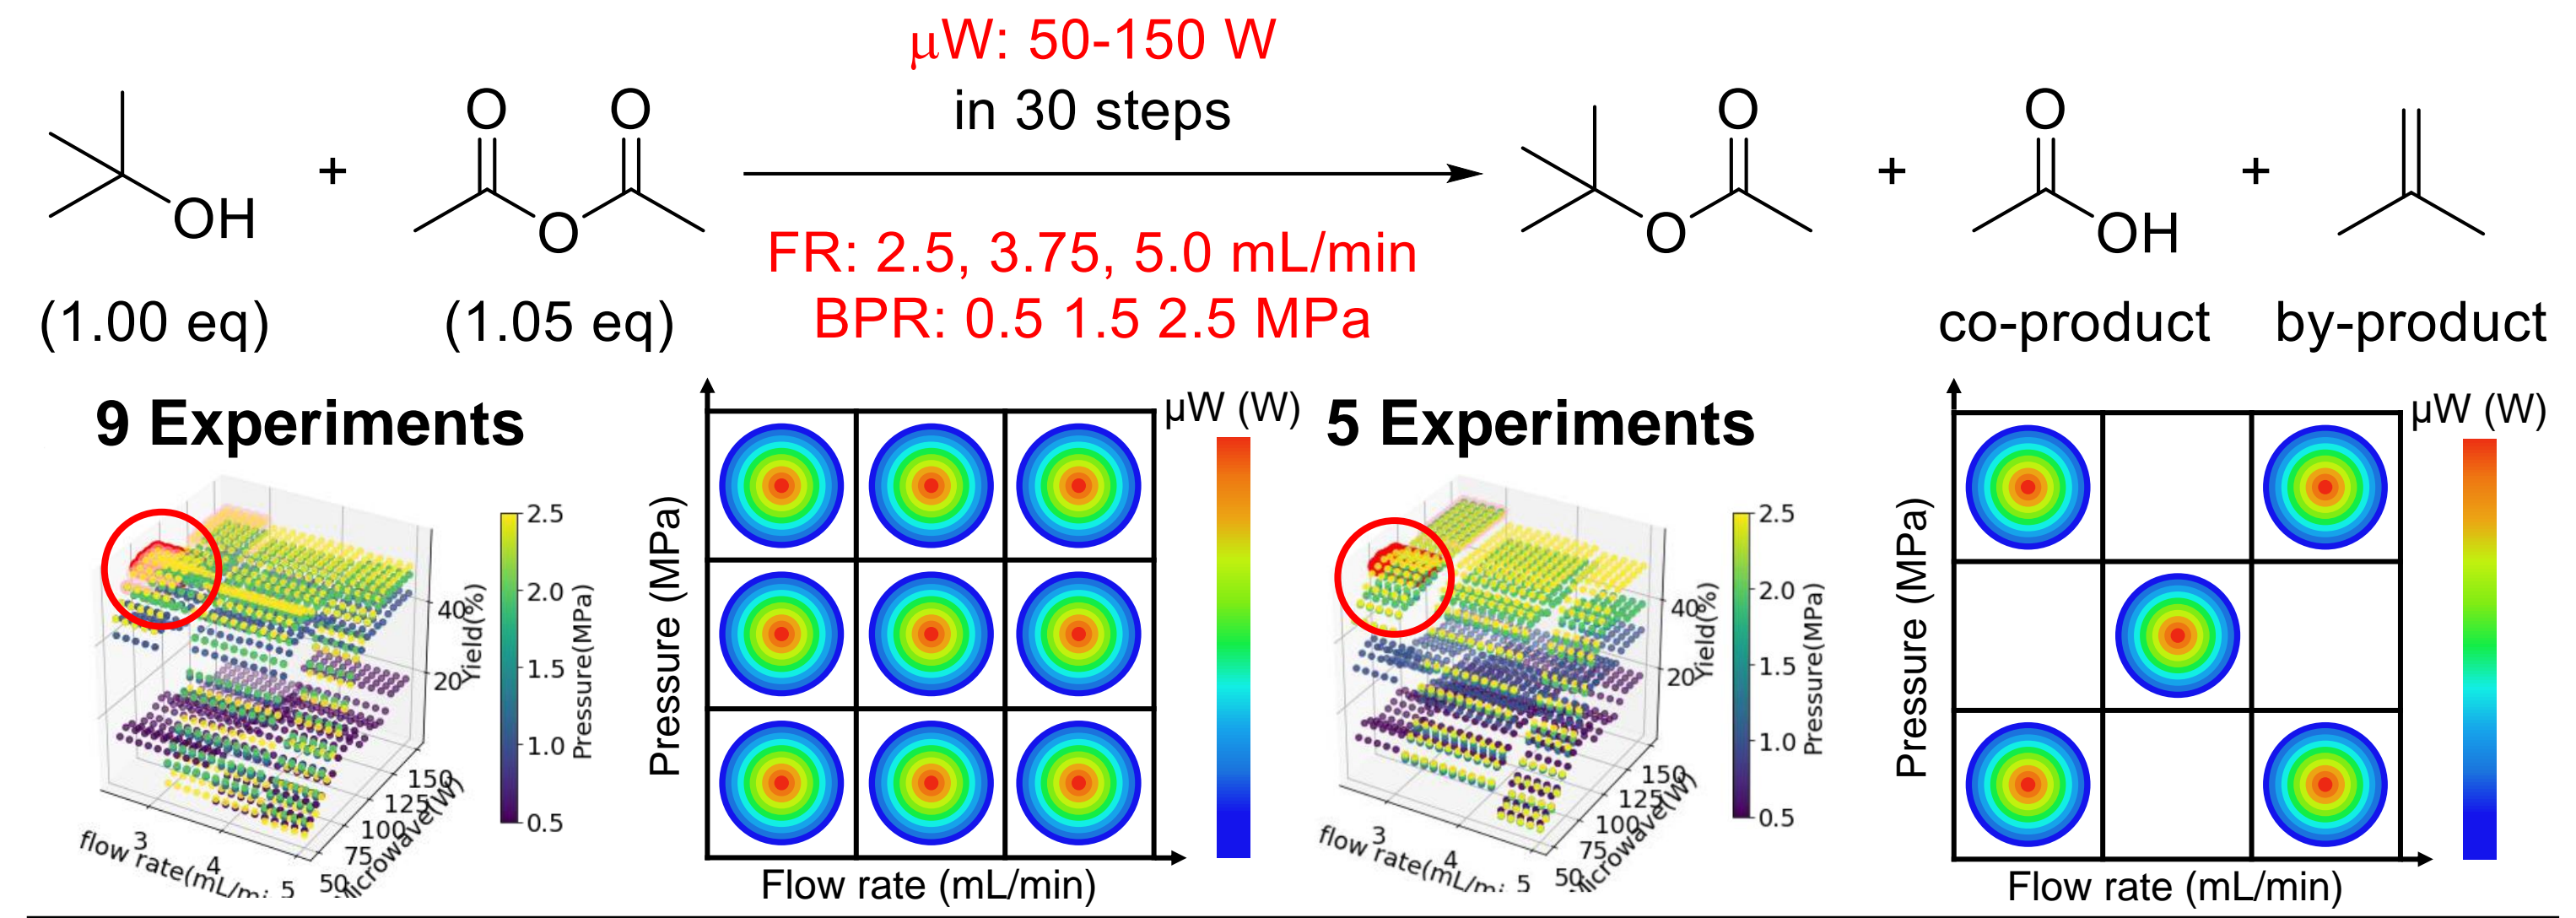 μW: 50-150 W
in 30 steps
OH
+
O O
O
FR: 2.5, 3.75, 5.0 mL/min
BPR: 0.5 1.5 2.5 MPa
O
O
+
O
OH
+
(1.00 eq)
(1.05 eq)
co-product
by-product
9 Experiments
40
20
Yield(%)
150
125
100
75
50
flow rate(mL/mi
3
4
5
2.5
2.0
1.5
1.0
0.5
Pressure(MPa)
Pressure (MPa)
Flow rate (mL/min)
μW (W)
5 Experiments
40
20
Yield(%)
150
125
100
75
50
Microwave(W)
flow rate(mL/mi
3
4
5
2.5
2.0
1.5
1.0
0.5
Pressure(MPa)
Pressure (MPa)
Flow rate (mL/min)
μW (W)